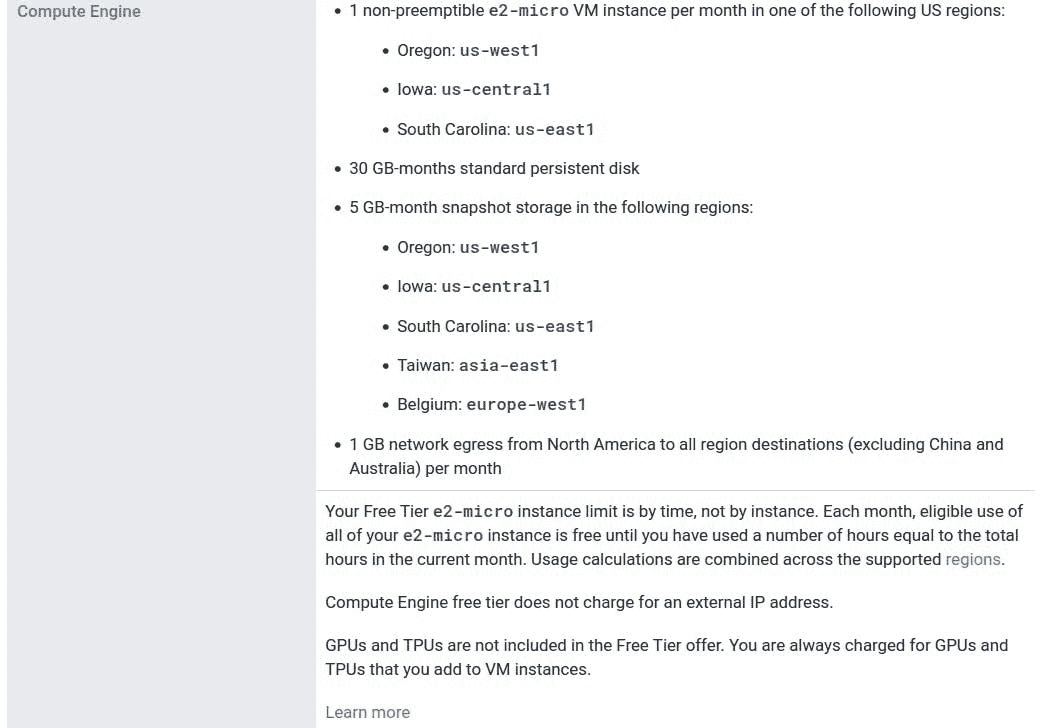 Compute Engine
• 1 non-preemptible e2-micro VM instance per month in one of the following US regions:
• Oregon: us-west1
• Iowa: us-central1
• South Carolina: us-east1
• 30 GB-months standard persistent disk
• 5 GB-month snapshot storage in the following regions:
• Oregon: us-west1
• Iowa: us-central1
• South Carolina: us-east1
• Taiwan: asia-east1
• Belgium: europe-west1
• 1 GB network egress from North America to all region destinations (excluding China and
Australia) per month
Your Free Tier e2-micro instance limit is by time, not by instance. Each month, eligible use of
all of your e2-micro instance is free until you have used a number of hours equal to the total
hours in the current month. Usage calculations are combined across the supported regions.
Compute Engine free tier does not charge for an external IP address.
GPUs and TPUs are not included in the Free Tier offer. You are always charged for GPUs and
TPUs that you add to VM instances.
Learn more